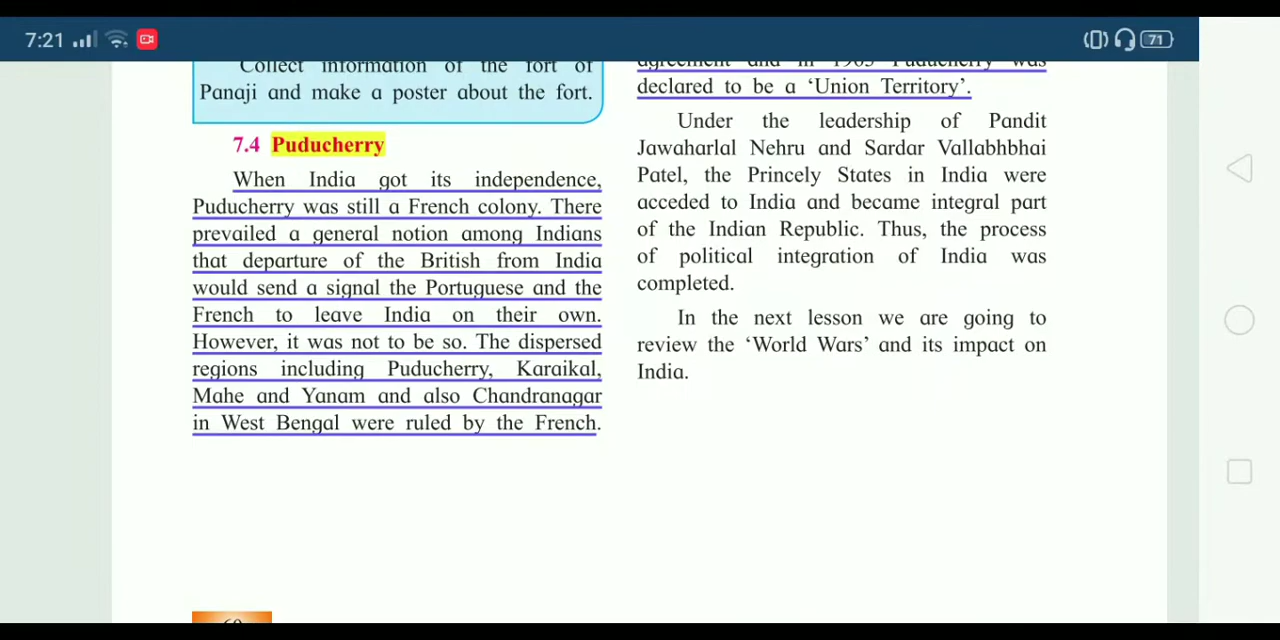 7:21
71
Collect information of the fort of
Panaji and make a poster about the fort.
7.4 Puducherry
When India got its independence,
Puducherry was still a French colony. There
prevailed a general notion among Indians
that departure of the British from India
would send a signal the Portuguese and the
French to leave India on their own.
However, it was not to be so. The dispersed
regions including Puducherry, Karaikal,
Mahe and Yanam and also Chandranagar
in West Bengal were ruled by the French.
agreement and in 1963 Puducherry was
declared to be a ‘Union Territory’.
Under the leadership of Pandit
Jawaharlal Nehru and Sardar Vallabhbhai
Patel, the Princely States in India were
acceded to India and became integral part
of the Indian Republic. Thus, the process
of political integration of India was
completed.
In the next lesson we are going to
review the ‘World Wars’ and its impact on
India.